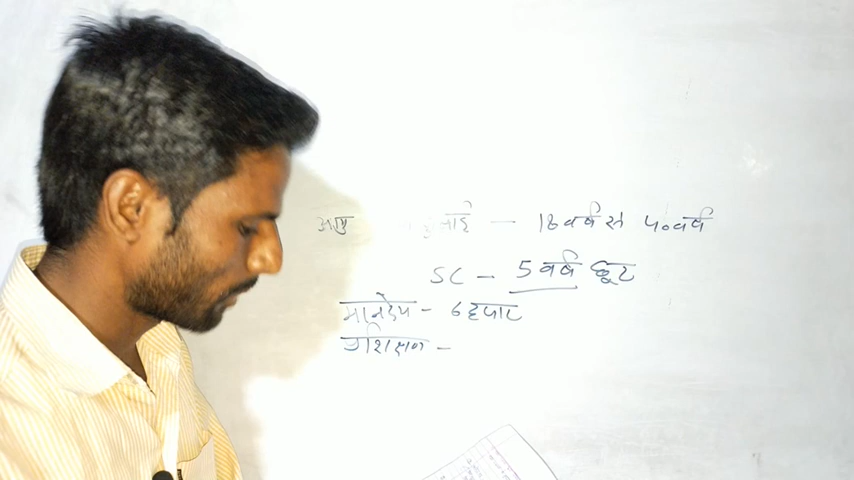 आयु जुलाई — 18 वर्ष से 40 वर्ष
SC — 5 वर्ष छूट
मानदेय - 6 हजार
प्रशिक्षण -